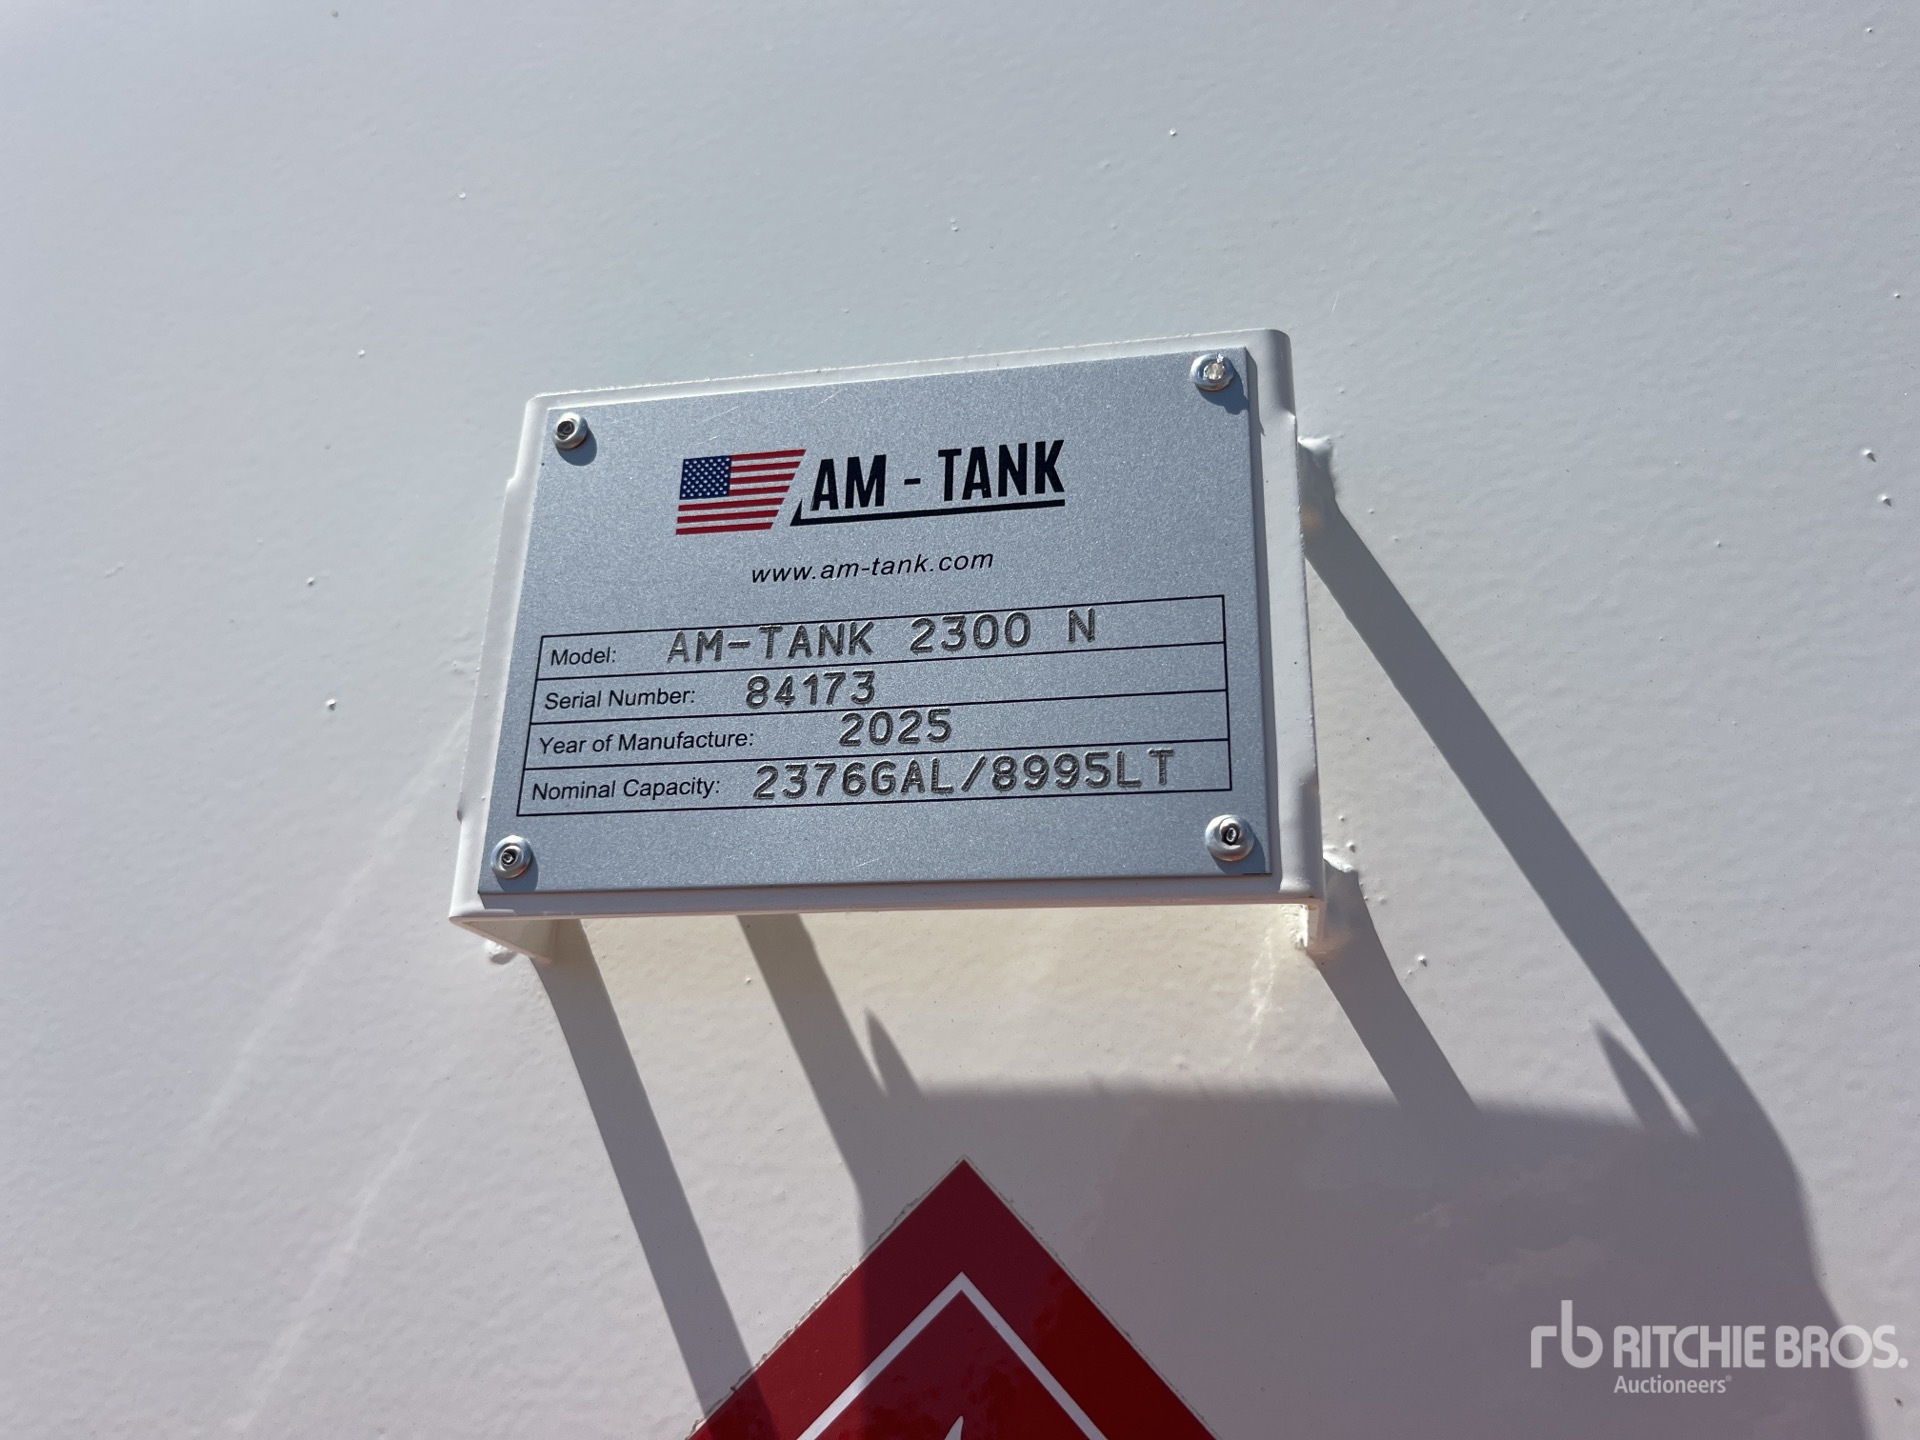 AM - TANK
www.am-tank.com
Model: AM-TANK 2300 N
Serial Number: 84173
Year of Manufacture: 2025
Nominal Capacity: 2376GAL/8995LT
rb RITCHIE BROS.
Auctioneers®